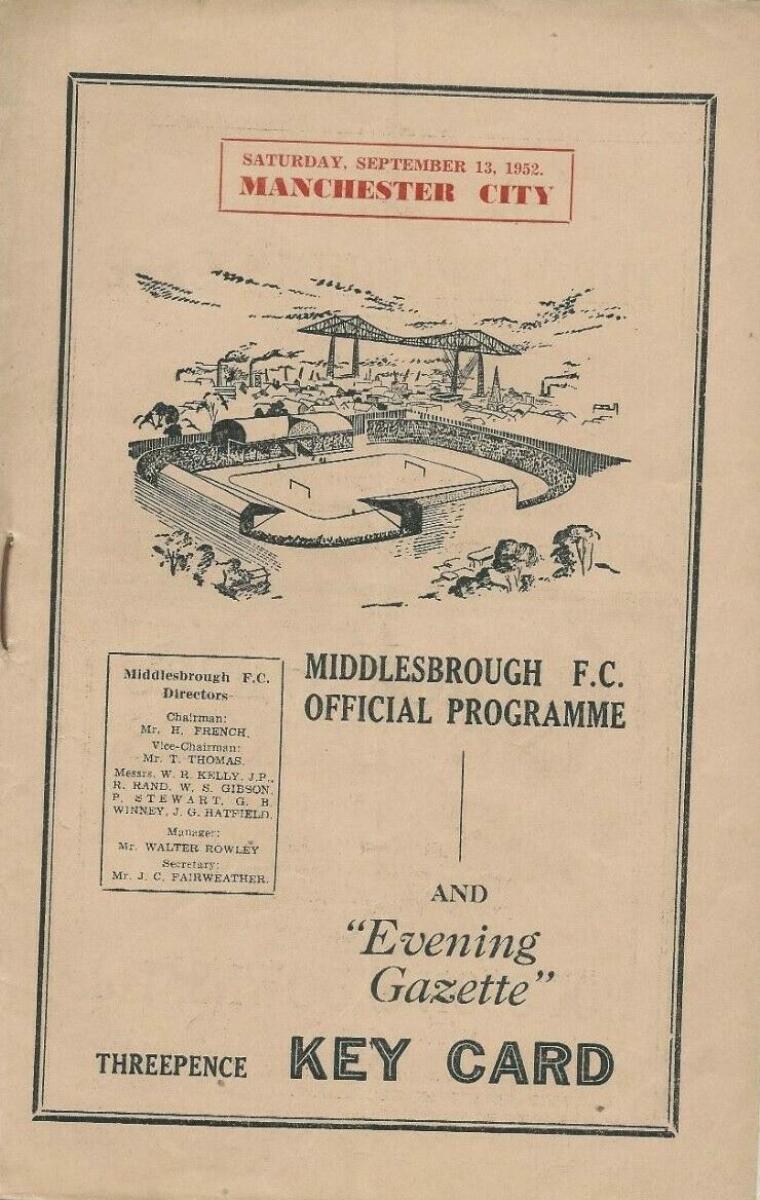 SATURDAY, SEPTEMBER 13, 1952.
MANCHESTER CITY
Middlesbrough F.C.
Directors
Chairman:
Mr. H. FRENCH.
Vice-Chairman:
Mr. T. THOMAS.
Messrs. W. R. KELLY, J.P.,
R. RAND, W. S. GIBSON,
P. STEWART, G. B.
WINNEY, J. G. HATFIELD.
Manager:
Mr. WALTER ROWLEY
Secretary:
Mr. J. C. FAIRWEATHER.
MIDDLESBROUGH F.C.
OFFICIAL PROGRAMME
AND
"Evening
Gazette"
THREEPENCE KEY CARD